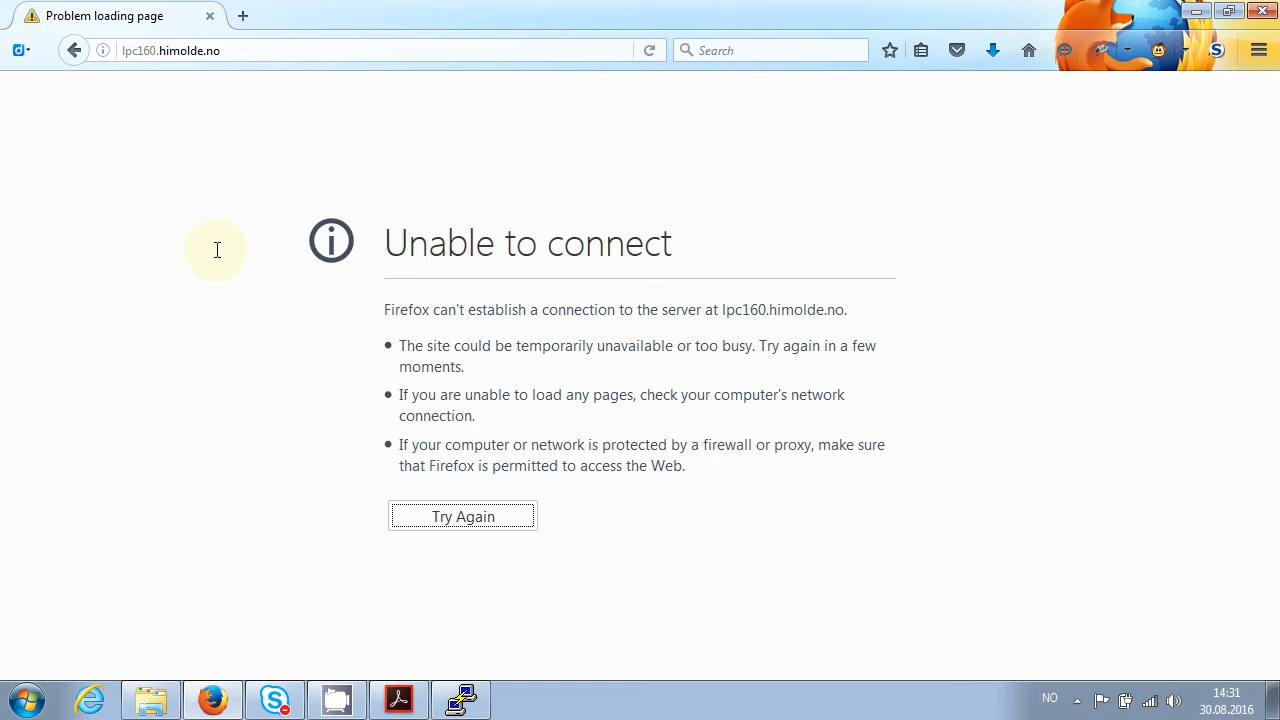 Problem loading page
lpc160.himolde.no
Search
Unable to connect
Firefox can't establish a connection to the server at lpc160.himolde.no.
The site could be temporarily unavailable or too busy. Try again in a few
moments.
If you are unable to load any pages, check your computer's network
connection.
If your computer or network is protected by a firewall or proxy, make sure
that Firefox is permitted to access the Web.
Try Again
NO
14:31
30.08.2016